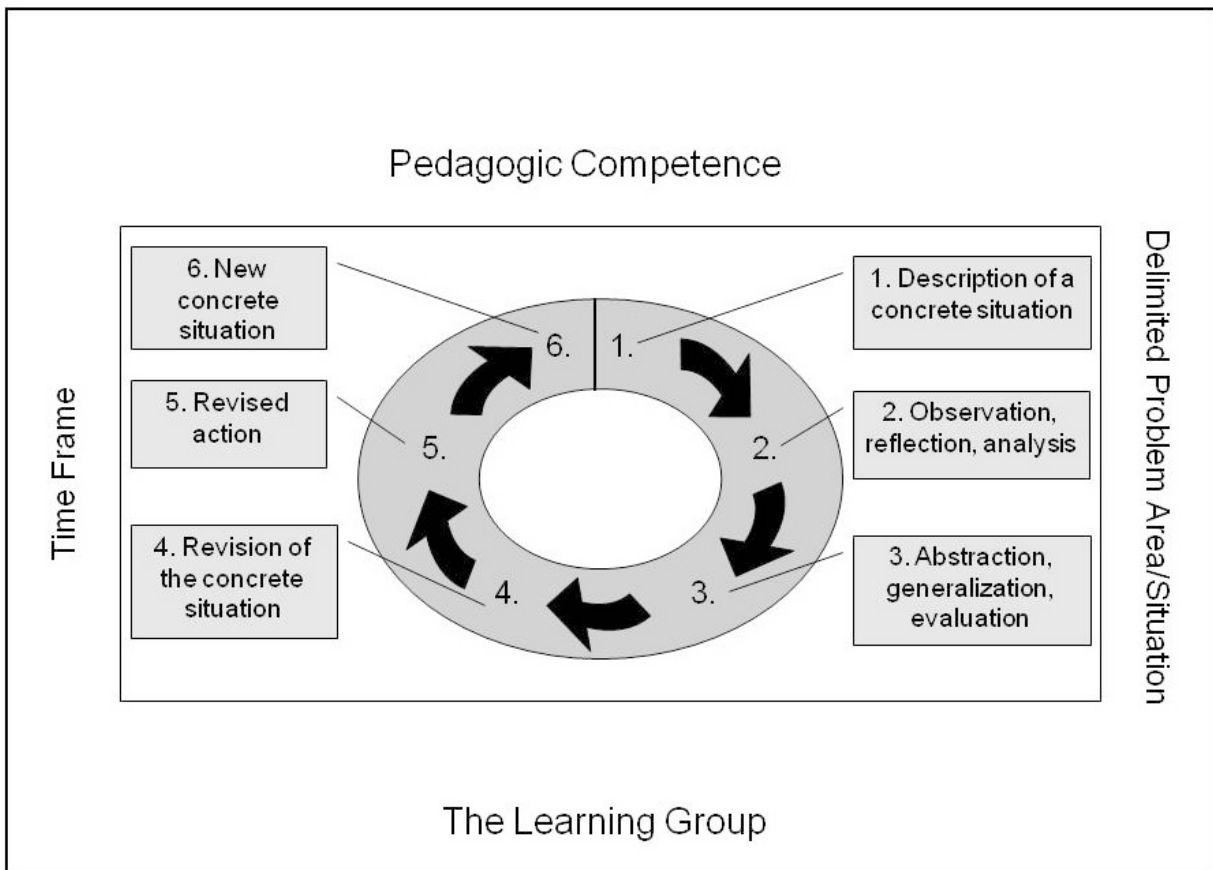 Pedagogic Competence
6. New
concrete
situation
1. Description of a
concrete situation
6.
1.
5. Revised
action
2. Observation,
reflection, analysis
5.
2.
4. Revision of
the concrete
situation
3. Abstraction,
generalization,
evaluation
4.
3.
Time Frame
Delimited Problem Area/Situation
The Learning Group